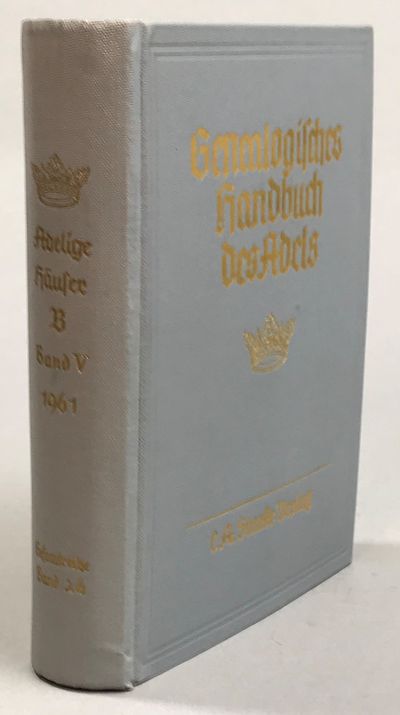 Adelige
Häuser
B
Band V
1961
Gesamtreihe
Band 26
Genealogisches
Handbuch
des Adels
C. A. Starke Verlag